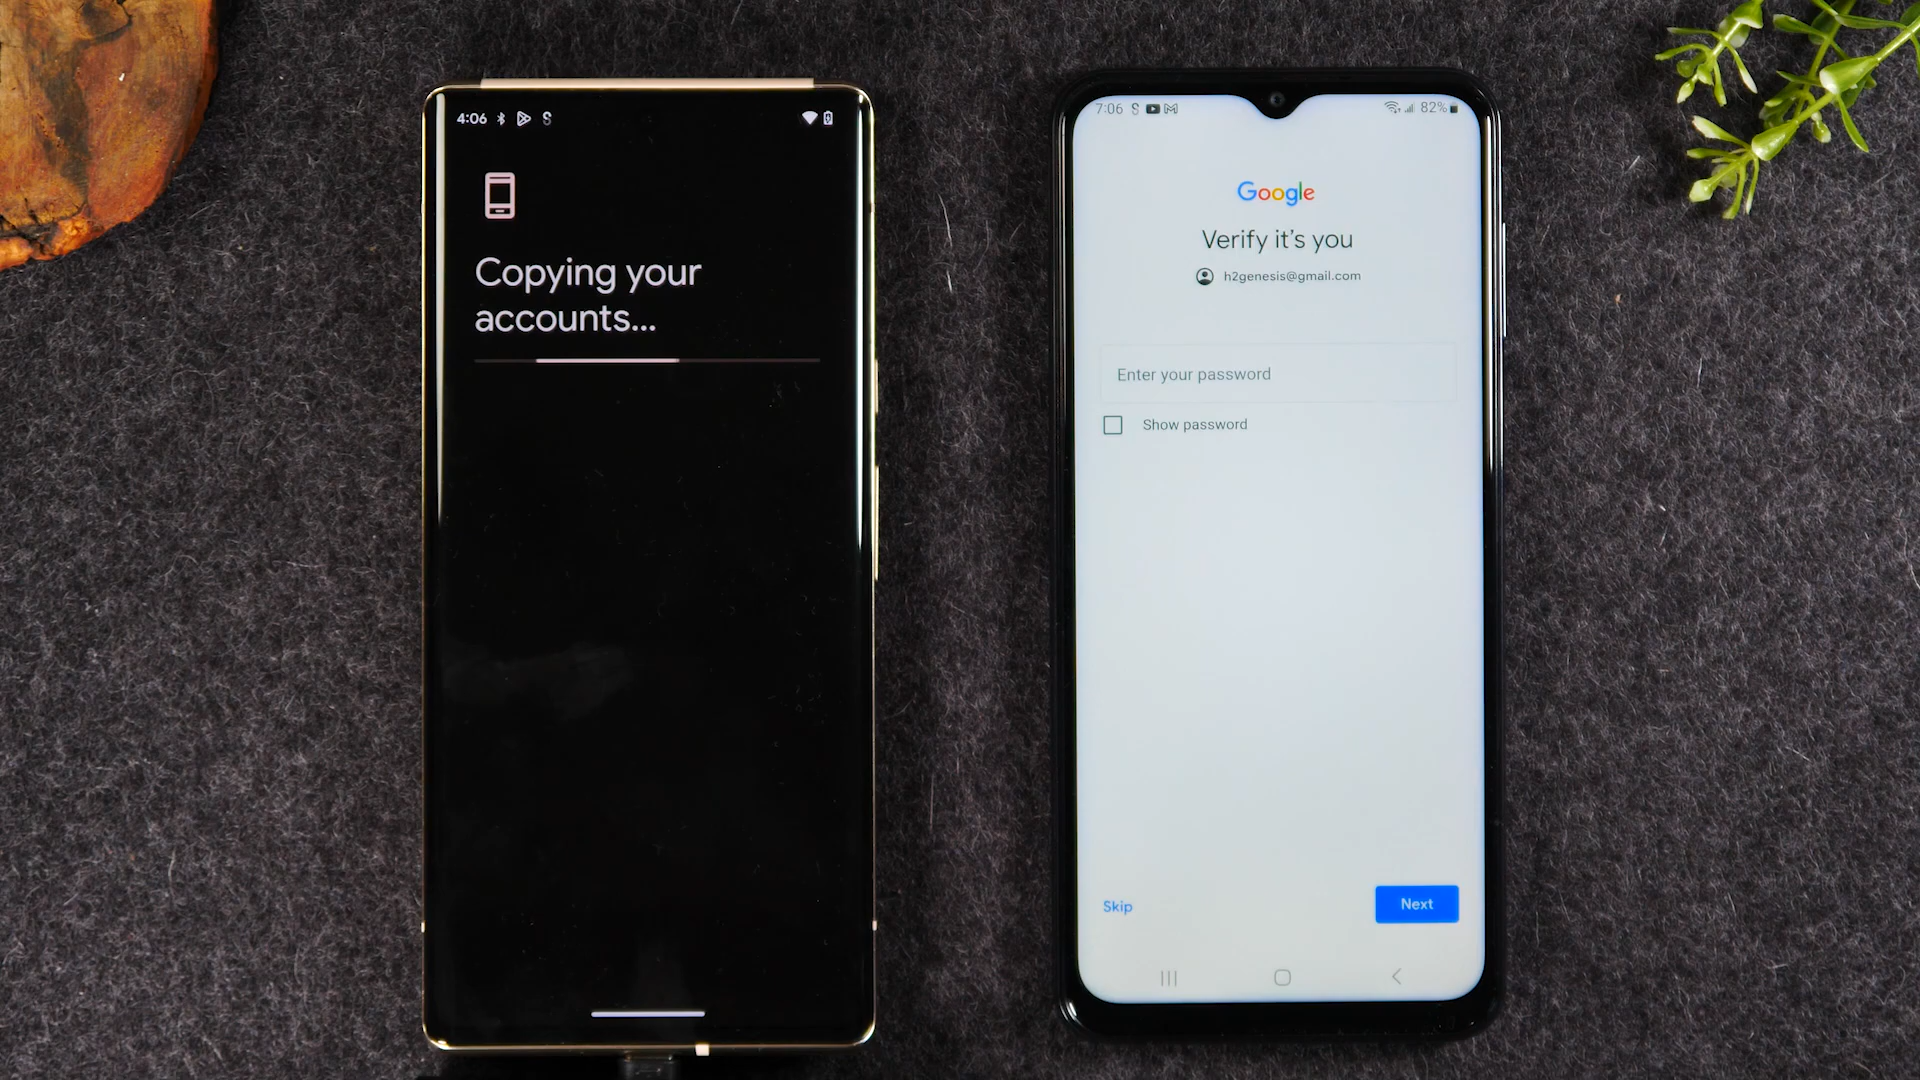 4:06
Copying your
accounts...
7:06
82%
Google
Verify it's you
h2genesis@gmail.com
Enter your password
Show password
Skip
Next